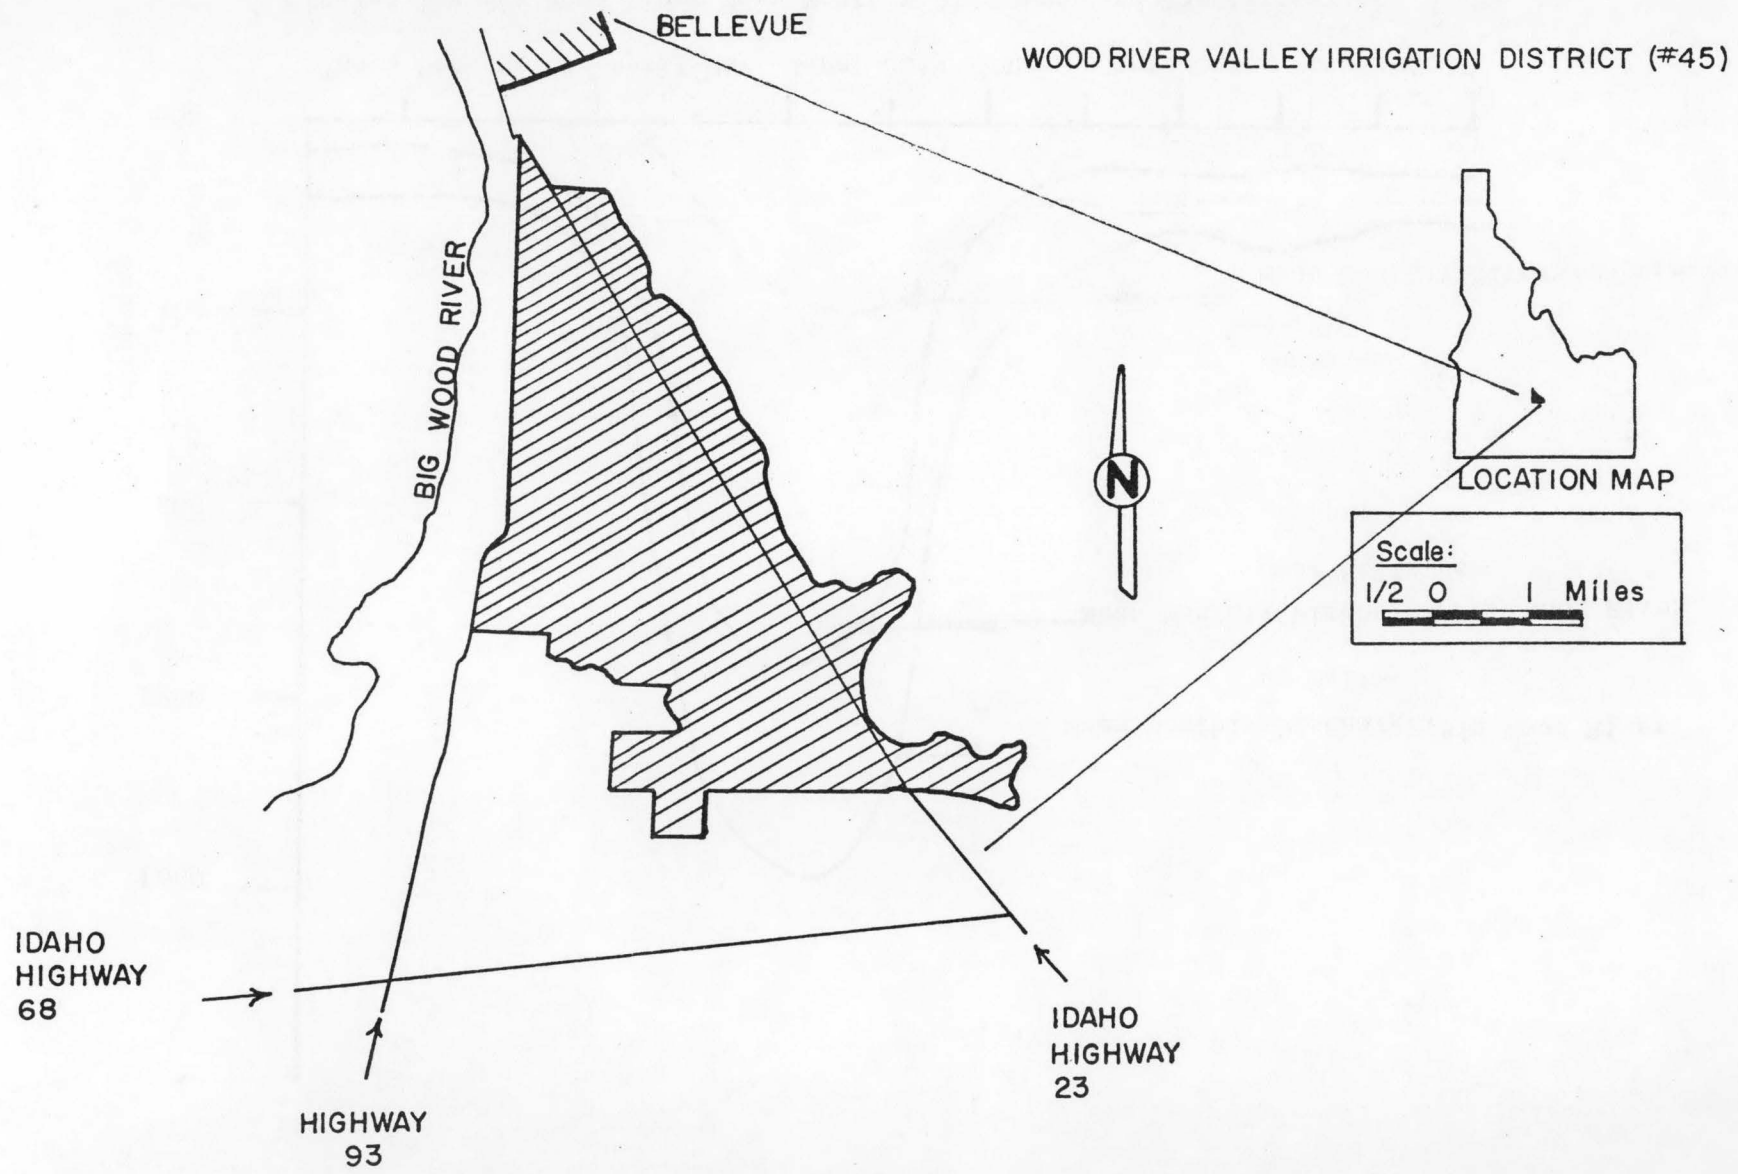 BELLEVUE
WOOD RIVER VALLEY IRRIGATION DISTRICT (#45)
BIG WOOD RIVER
N
LOCATION MAP
Scale:
1/2 0 1 Miles
IDAHO
HIGHWAY
68
IDAHO
HIGHWAY
23
HIGHWAY
93